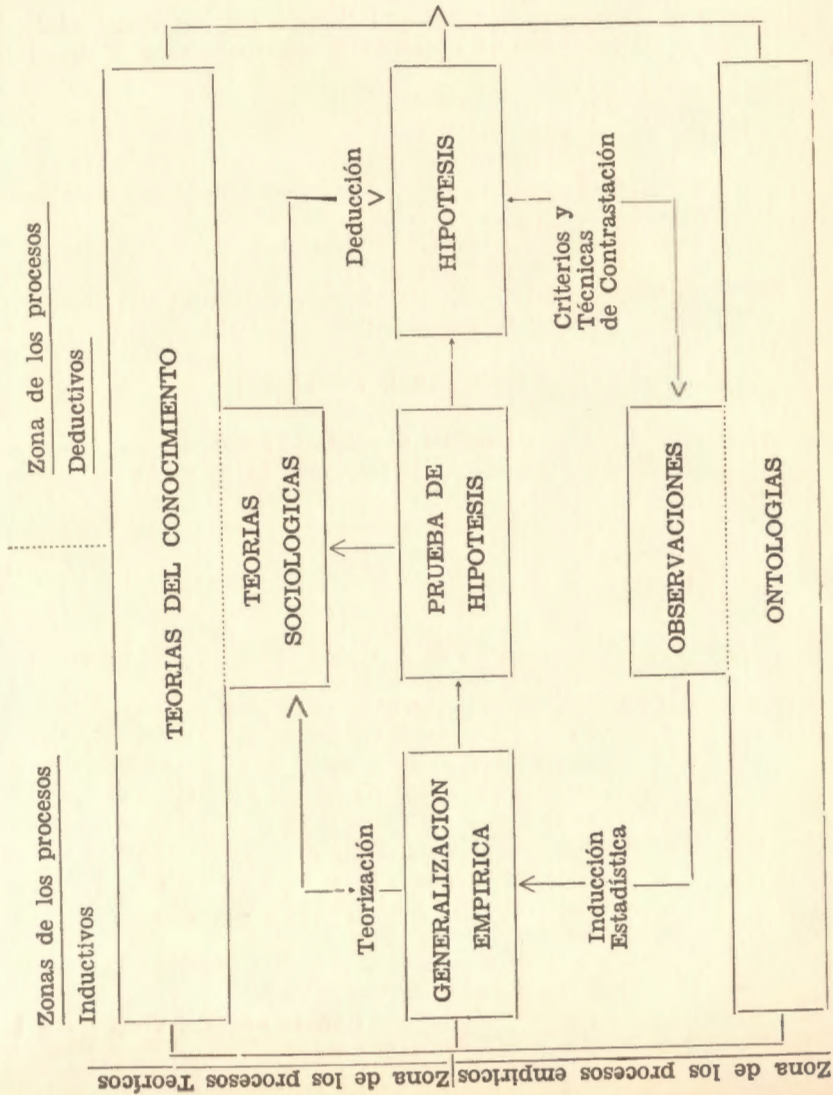 Zonas de los procesos
Inductivos
Zona de los procesos
Deductivos
TEORIAS DEL CONOCIMIENTO
TEORIAS
SOCIOLOGICAS
Teorización
Deducción
GENERALIZACION
EMPIRICA
PRUEBA DE
HIPOTESIS
HIPOTESIS
Inducción
Estadística
Criterios y
Técnicas
de Contrastación
OBSERVACIONES
ONTOLOGIAS
Zona de los procesos Teoricos
Zona de los procesos empiricos